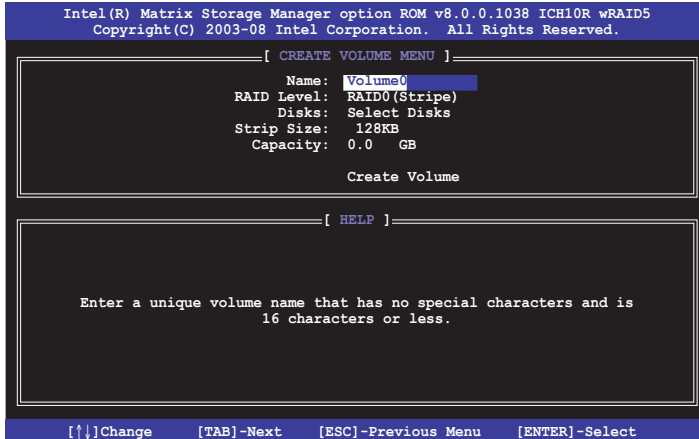 Intel(R) Matrix Storage Manager option ROM v8.0.0.1038 ICH10R wRAID5
Copyright(C) 2003-08 Intel Corporation. All Rights Reserved.
[ CREATE VOLUME MENU ]
Name: Volume0
RAID Level: RAID0(Stripe)
Disks: Select Disks
Strip Size: 128KB
Capacity: 0.0 GB
Create Volume
[ HELP ]
Enter a unique volume name that has no special characters and is
16 characters or less.
[↑↓]Change [TAB]-Next [ESC]-Previous Menu [ENTER]-Select